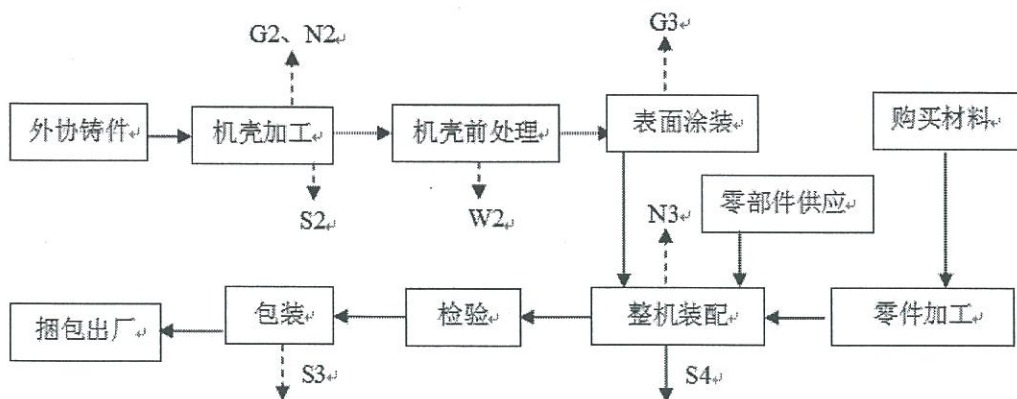 G2、N2
G3
外协铸件
机壳加工
机壳前处理
表面涂装
购买材料
S2
W2
N3
零部件供应
捆包出厂
包装
检验
整机装配
零件加工
S3
S4